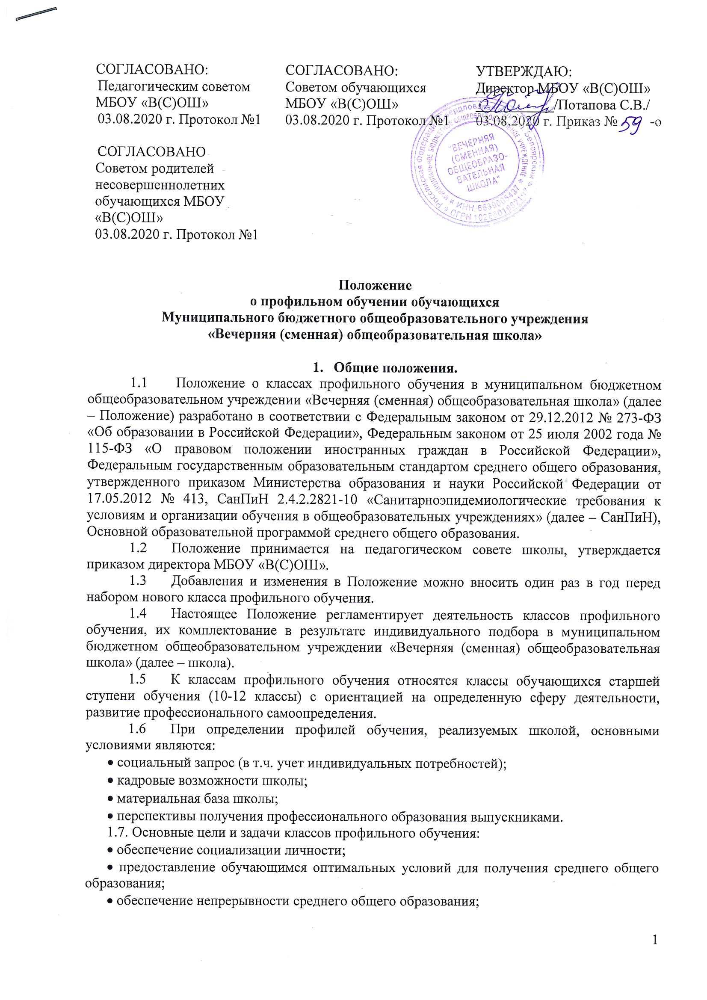 СОГЛАСОВАНО:
Педагогическим советом
МБОУ «В(С)ОШ»
03.08.2020 г. Протокол №1
СОГЛАСОВАНО:
Советом обучающихся
МБОУ «В(С)ОШ»
03.08.2020 г. Протокол №1
УТВЕРЖДАЮ:
Директор МБОУ «В(С)ОШ»
/Потапова С.В./
03.08.2020 г. Приказ № 59 -о
"ВЕЧЕРНЯЯ
(СМЕННАЯ)
ОБЩЕОБРАЗО-
ВАТЕЛЬНАЯ
ШКОЛА"
СОГЛАСОВАНО
Советом родителей
несовершеннолетних
обучающихся МБОУ
«В(С)ОШ»
03.08.2020 г. Протокол №1
Положение
о профильном обучении обучающихся
Муниципального бюджетного общеобразовательного учреждения
«Вечерняя (сменная) общеобразовательная школа»
1. Общие положения.
1.1 Положение о классах профильного обучения в муниципальном бюджетном
общеобразовательном учреждении «Вечерняя (сменная) общеобразовательная школа» (далее
– Положение) разработано в соответствии с Федеральным законом от 29.12.2012 № 273-ФЗ
«Об образовании в Российской Федерации», Федеральным законом от 25 июля 2002 года №
115-ФЗ «О правовом положении иностранных граждан в Российской Федерации»,
Федеральным государственным образовательным стандартом среднего общего образования,
утвержденного приказом Министерства образования и науки Российской Федерации от
17.05.2012 № 413, СанПиН 2.4.2.2821-10 «Санитарноэпидемиологические требования к
условиям и организации обучения в общеобразовательных учреждениях» (далее – СанПиН),
Основной образовательной программой среднего общего образования.
1.2 Положение принимается на педагогическом совете школы, утверждается
приказом директора МБОУ «В(С)ОШ».
1.3 Добавления и изменения в Положение можно вносить один раз в год перед
набором нового класса профильного обучения.
1.4 Настоящее Положение регламентирует деятельность классов профильного
обучения, их комплектование в результате индивидуального подбора в муниципальном
бюджетном общеобразовательном учреждении «Вечерняя (сменная) общеобразовательная
школа» (далее – школа).
1.5 К классам профильного обучения относятся классы обучающихся старшей
ступени обучения (10-12 классы) с ориентацией на определенную сферу деятельности,
развитие профессионального самоопределения.
1.6 При определении профилей обучения, реализуемых школой, основными
условиями являются:
• социальный запрос (в т.ч. учет индивидуальных потребностей);
• кадровые возможности школы;
• материальная база школы;
• перспективы получения профессионального образования выпускниками.
1.7. Основные цели и задачи классов профильного обучения:
• обеспечение социализации личности;
• предоставление обучающимся оптимальных условий для получения среднего общего
образования;
• обеспечение непрерывности среднего общего образования;
1